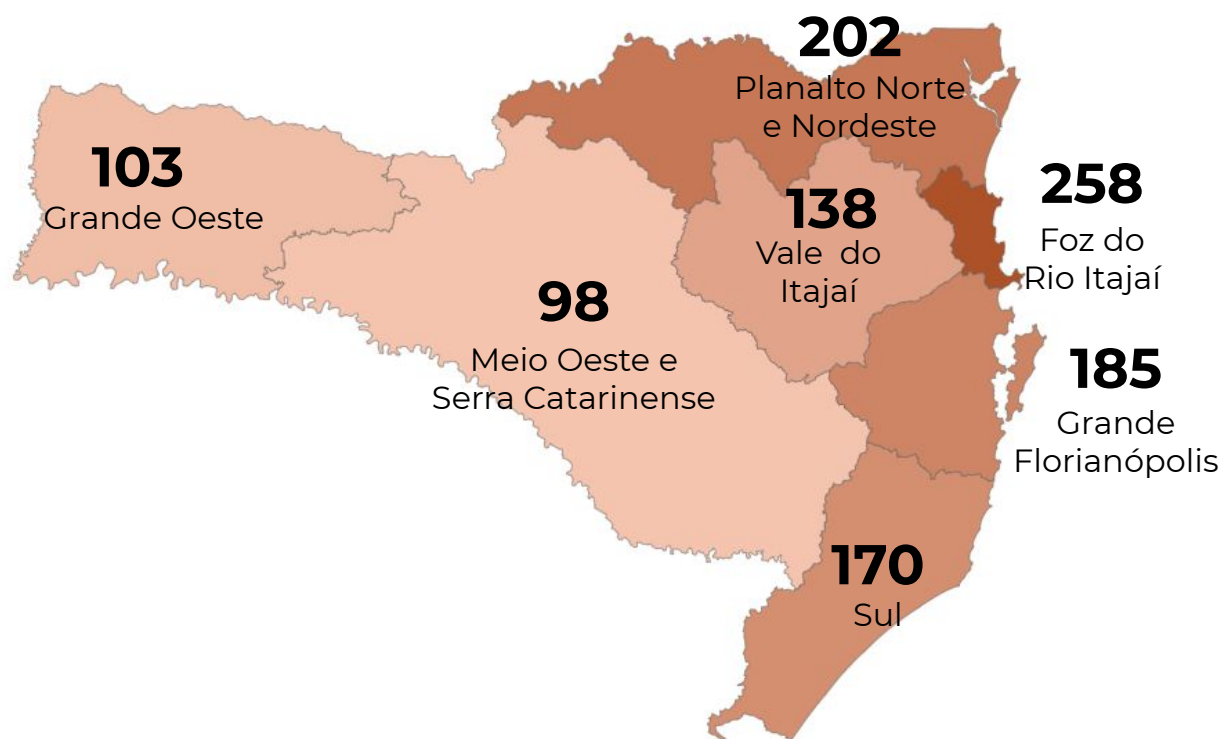 202
Planalto Norte
e Nordeste
103
Grande Oeste
138
Vale do
Itajaí
258
Foz do
Rio Itajaí
98
Meio Oeste e
Serra Catarinense
185
Grande
Florianópolis
170
Sul